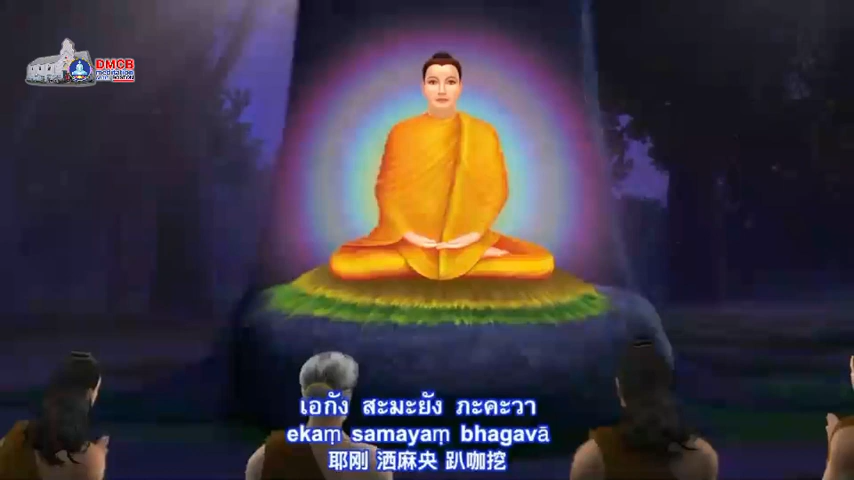 DMCB
meditation
เอกัง สะมะยัง ภะคะวา
ekaṃ samayaṃ bhagavā
耶刚 洒麻央 趴咖挖